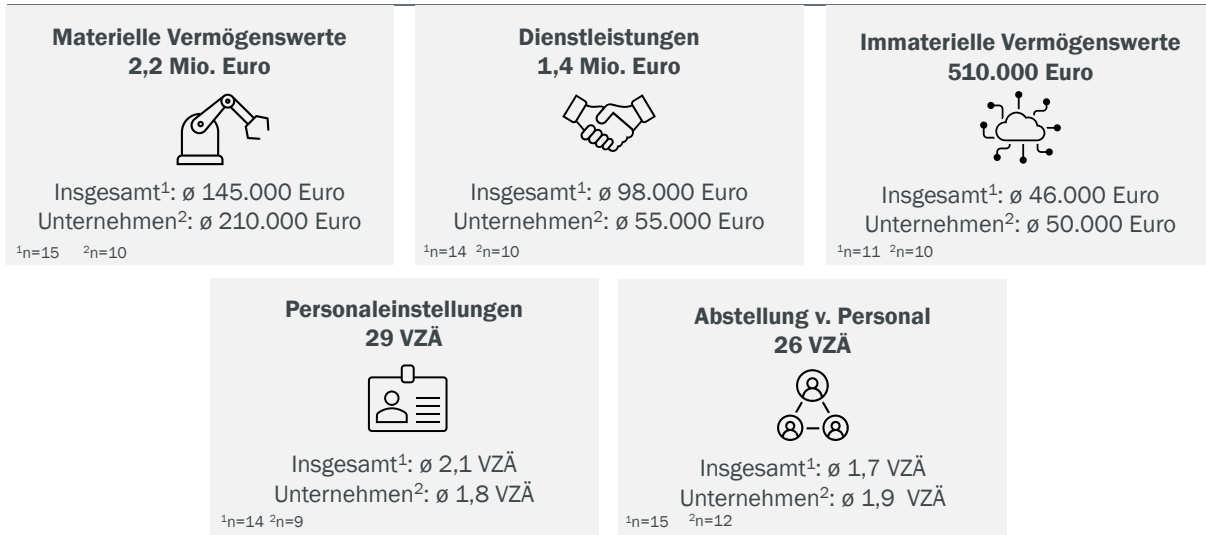 Materielle Vermögenswerte
2,2 Mio. Euro
Insgesamt¹: ø 145.000 Euro
Unternehmen²: ø 210.000 Euro
¹n=15 ²n=10
Dienstleistungen
1,4 Mio. Euro
Insgesamt¹: ø 98.000 Euro
Unternehmen²: ø 55.000 Euro
¹n=14 ²n=10
Immaterielle Vermögenswerte
510.000 Euro
Insgesamt¹: ø 46.000 Euro
Unternehmen²: ø 50.000 Euro
¹n=11 ²n=10
Personaleinstellungen
29 VZÄ
Insgesamt¹: ø 2,1 VZÄ
Unternehmen²: ø 1,8 VZÄ
¹n=14 ²n=9
Abstellung v. Personal
26 VZÄ
Insgesamt¹: ø 1,7 VZÄ
Unternehmen²: ø 1,9 VZÄ
¹n=15 ²n=12